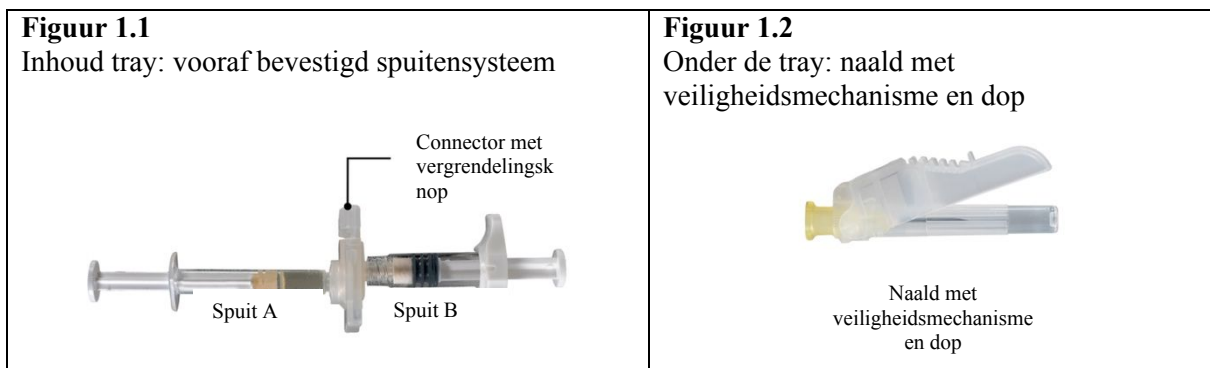 Figuur 1.1
Inhoud tray: vooraf bevestigd spuitensysteem
Connector met
vergrendelingsk
nop
Spuit A
Spuit B
Figuur 1.2
Onder de tray: naald met
veiligheidsmechanisme en dop
Naald met
veiligheidsmechanisme
en dop